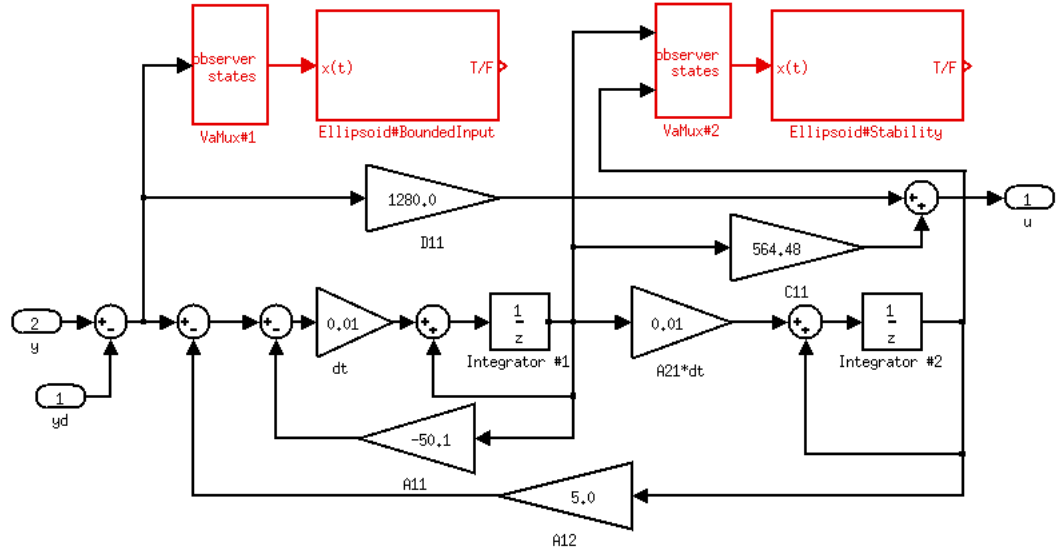 observer
states
x(t)
T/F
VaMux#1
Ellipsoid#BoundedInput
observer
states
x(t)
T/F
VaMux#2
Ellipsoid#Stability
1280.0
D11
+
+
1
u
564.48
C11
2
y
+
-
+
-
+
-
0.01
dt
+
+
1
z
Integrator #1
0.01
A21*dt
+
+
1
z
Integrator #2
1
yd
-50.1
A11
5.0
A12